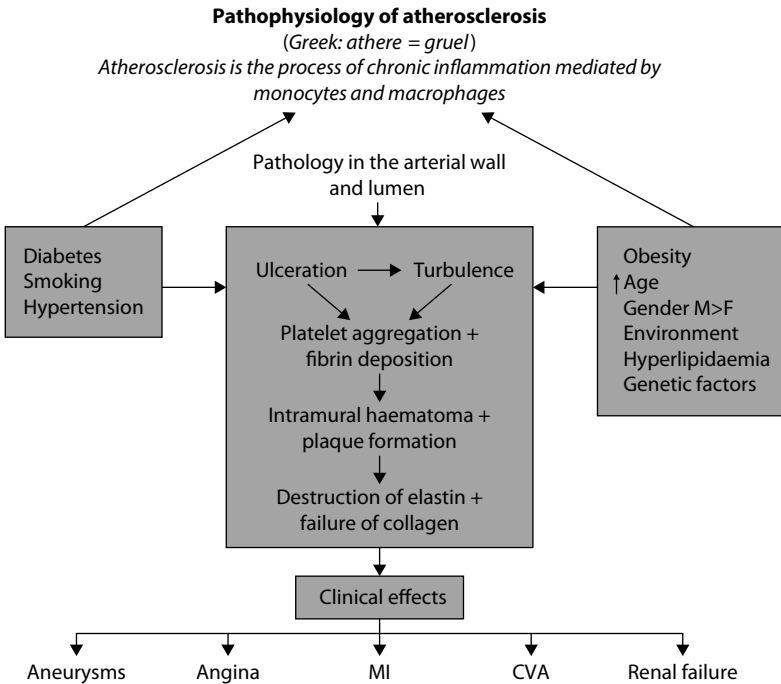 Pathophysiology of atherosclerosis
(Greek: athere = gruel)
Atherosclerosis is the process of chronic inflammation mediated by
monocytes and macrophages
Pathology in the arterial wall
and lumen
Diabetes
Smoking
Hypertension
Ulceration → Turbulence
Platelet aggregation +
fibrin deposition
Intramural haematoma +
plaque formation
Destruction of elastin +
failure of collagen
Obesity
↑Age
Gender M>F
Environment
Hyperlipidaemia
Genetic factors
Clinical effects
Aneurysms
Angina
MI
CVA
Renal failure